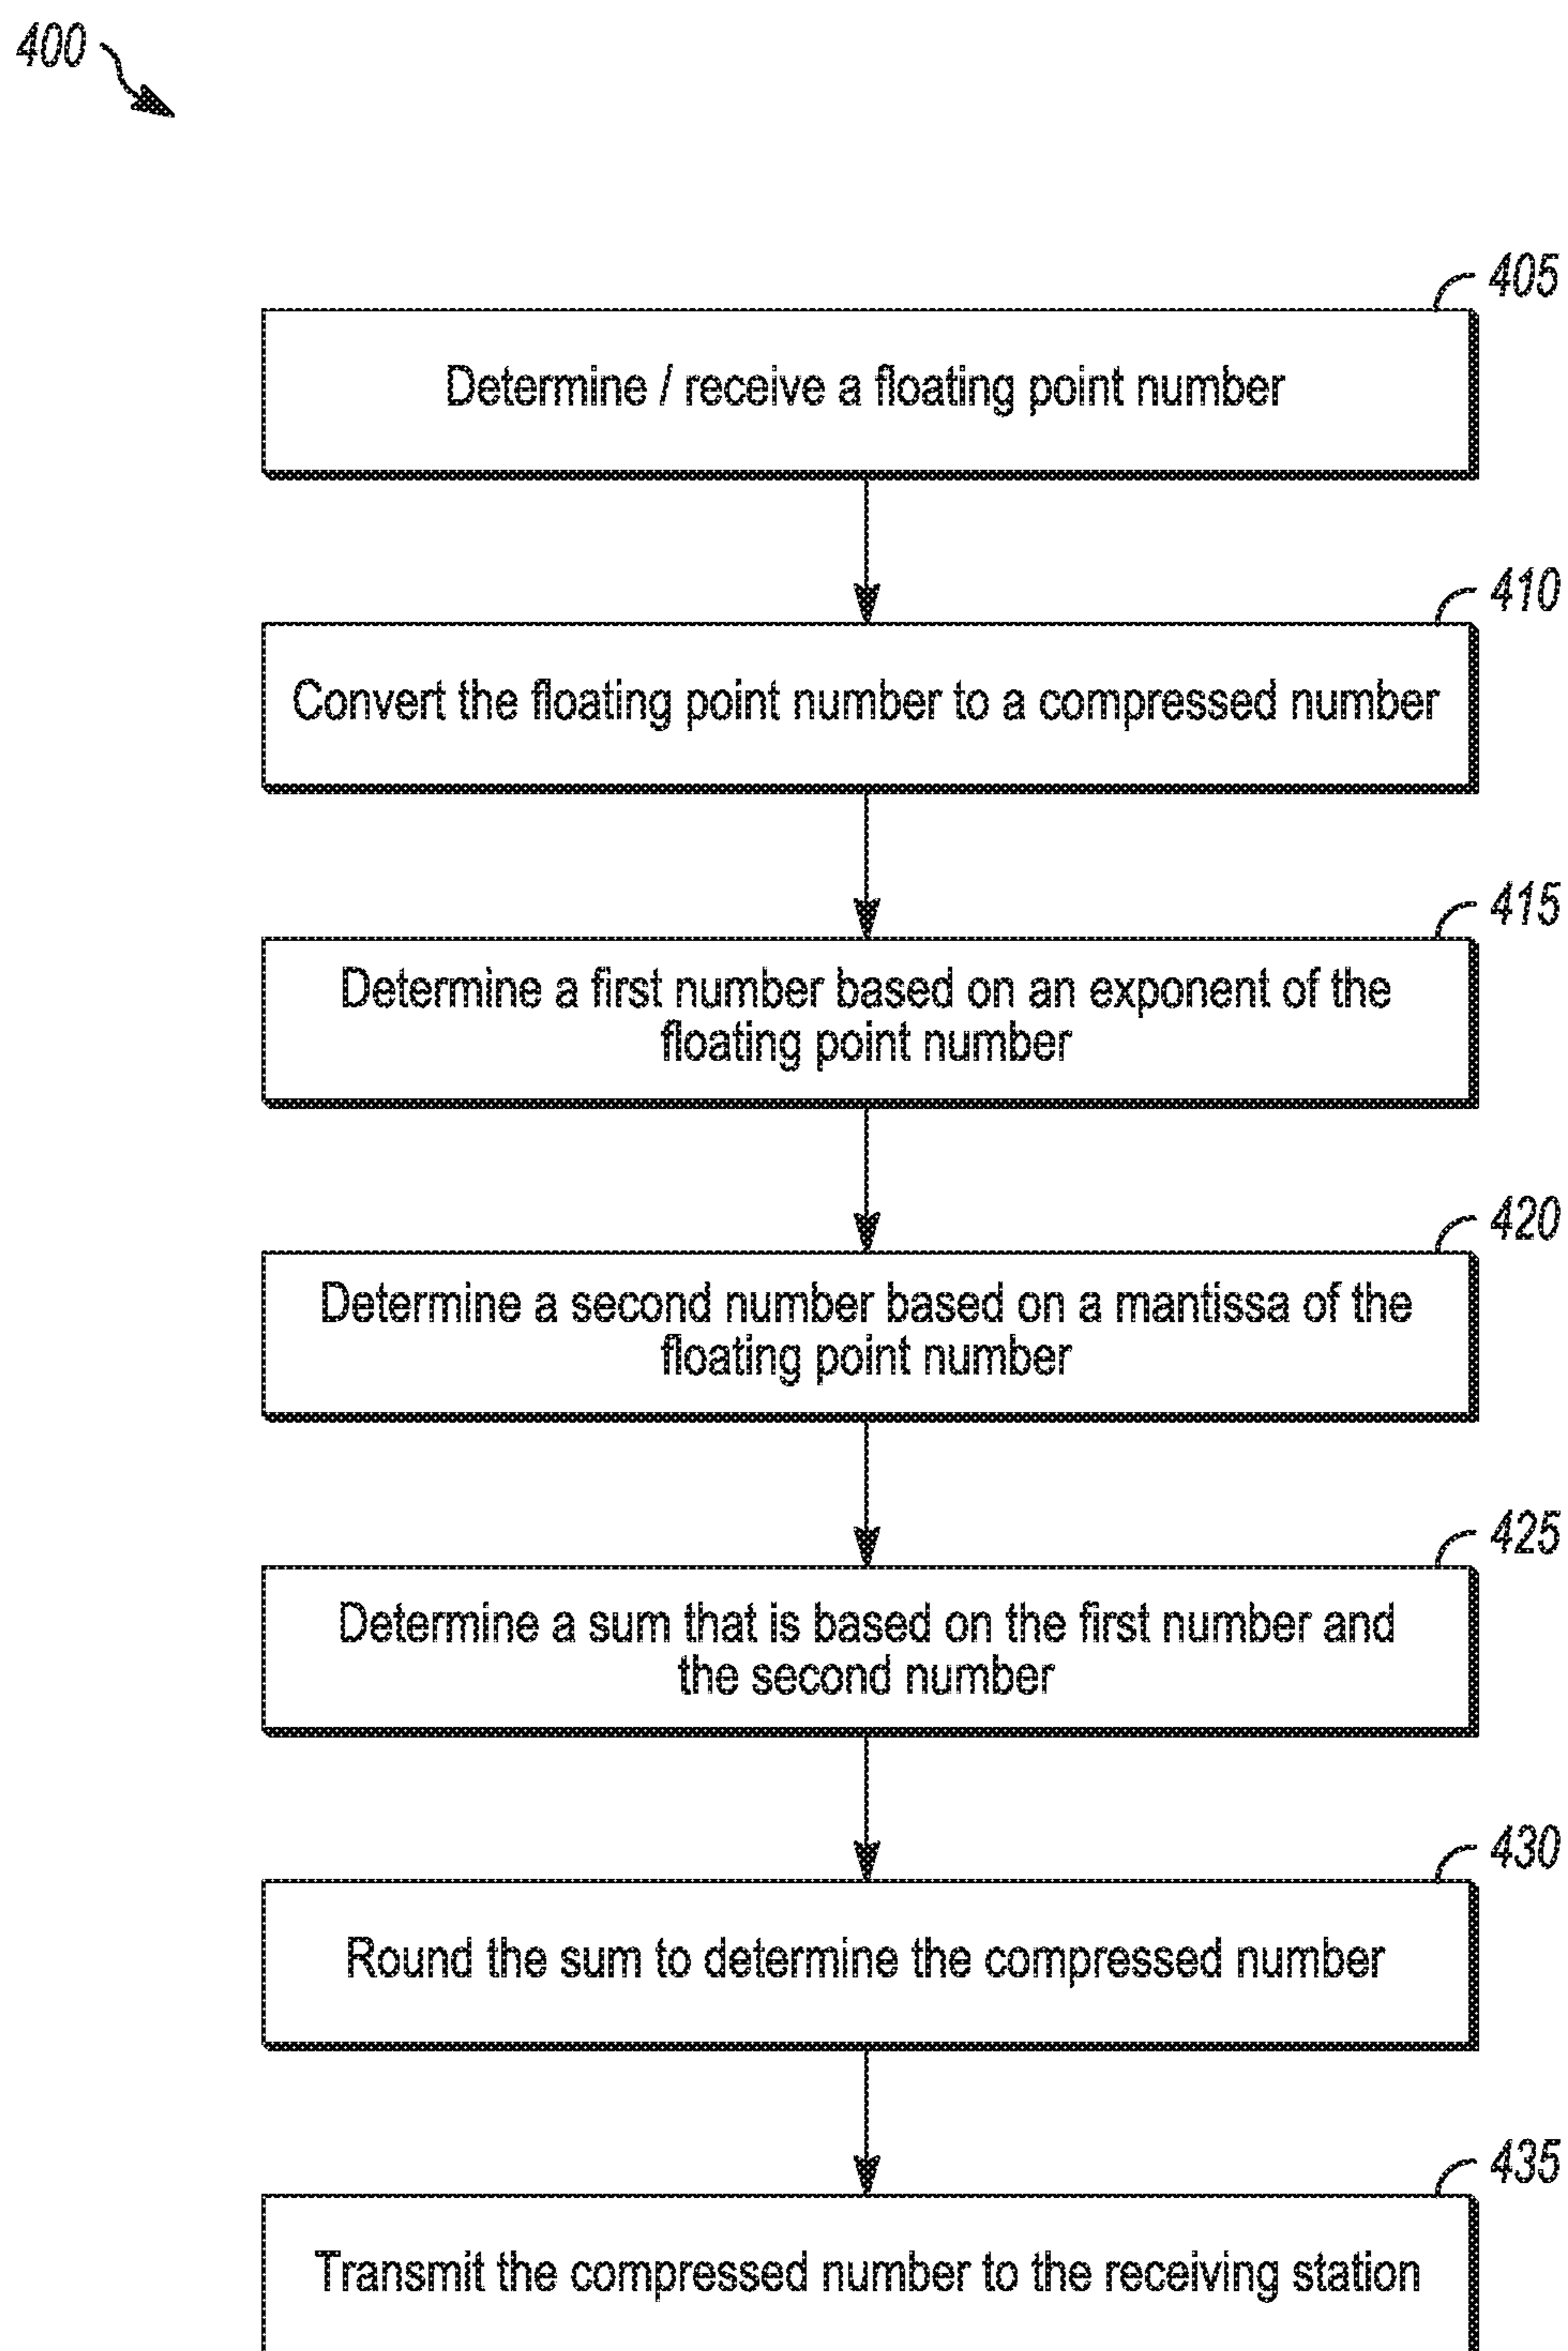 400
405
Determine / receive a floating point number
410
Convert the floating point number to a compressed number
415
Determine a first number based on an exponent of the
floating point number
420
Determine a second number based on a mantissa of the
floating point number
425
Determine a sum that is based on the first number and
the second number
430
Round the sum to determine the compressed number
435
Transmit the compressed number to the receiving station